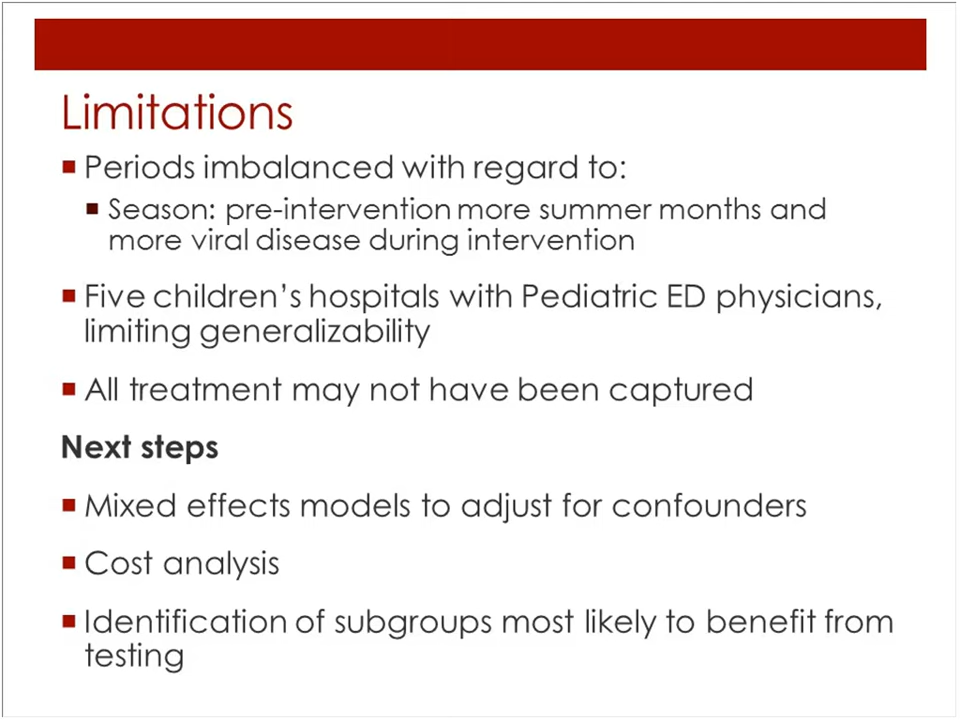 Limitations
Periods imbalanced with regard to:
Season: pre-intervention more summer months and
more viral disease during intervention
Five children's hospitals with Pediatric ED physicians,
limiting generalizability
All treatment may not have been captured
Next steps
Mixed effects models to adjust for confounders
Cost analysis
Identification of subgroups most likely to benefit from
testing